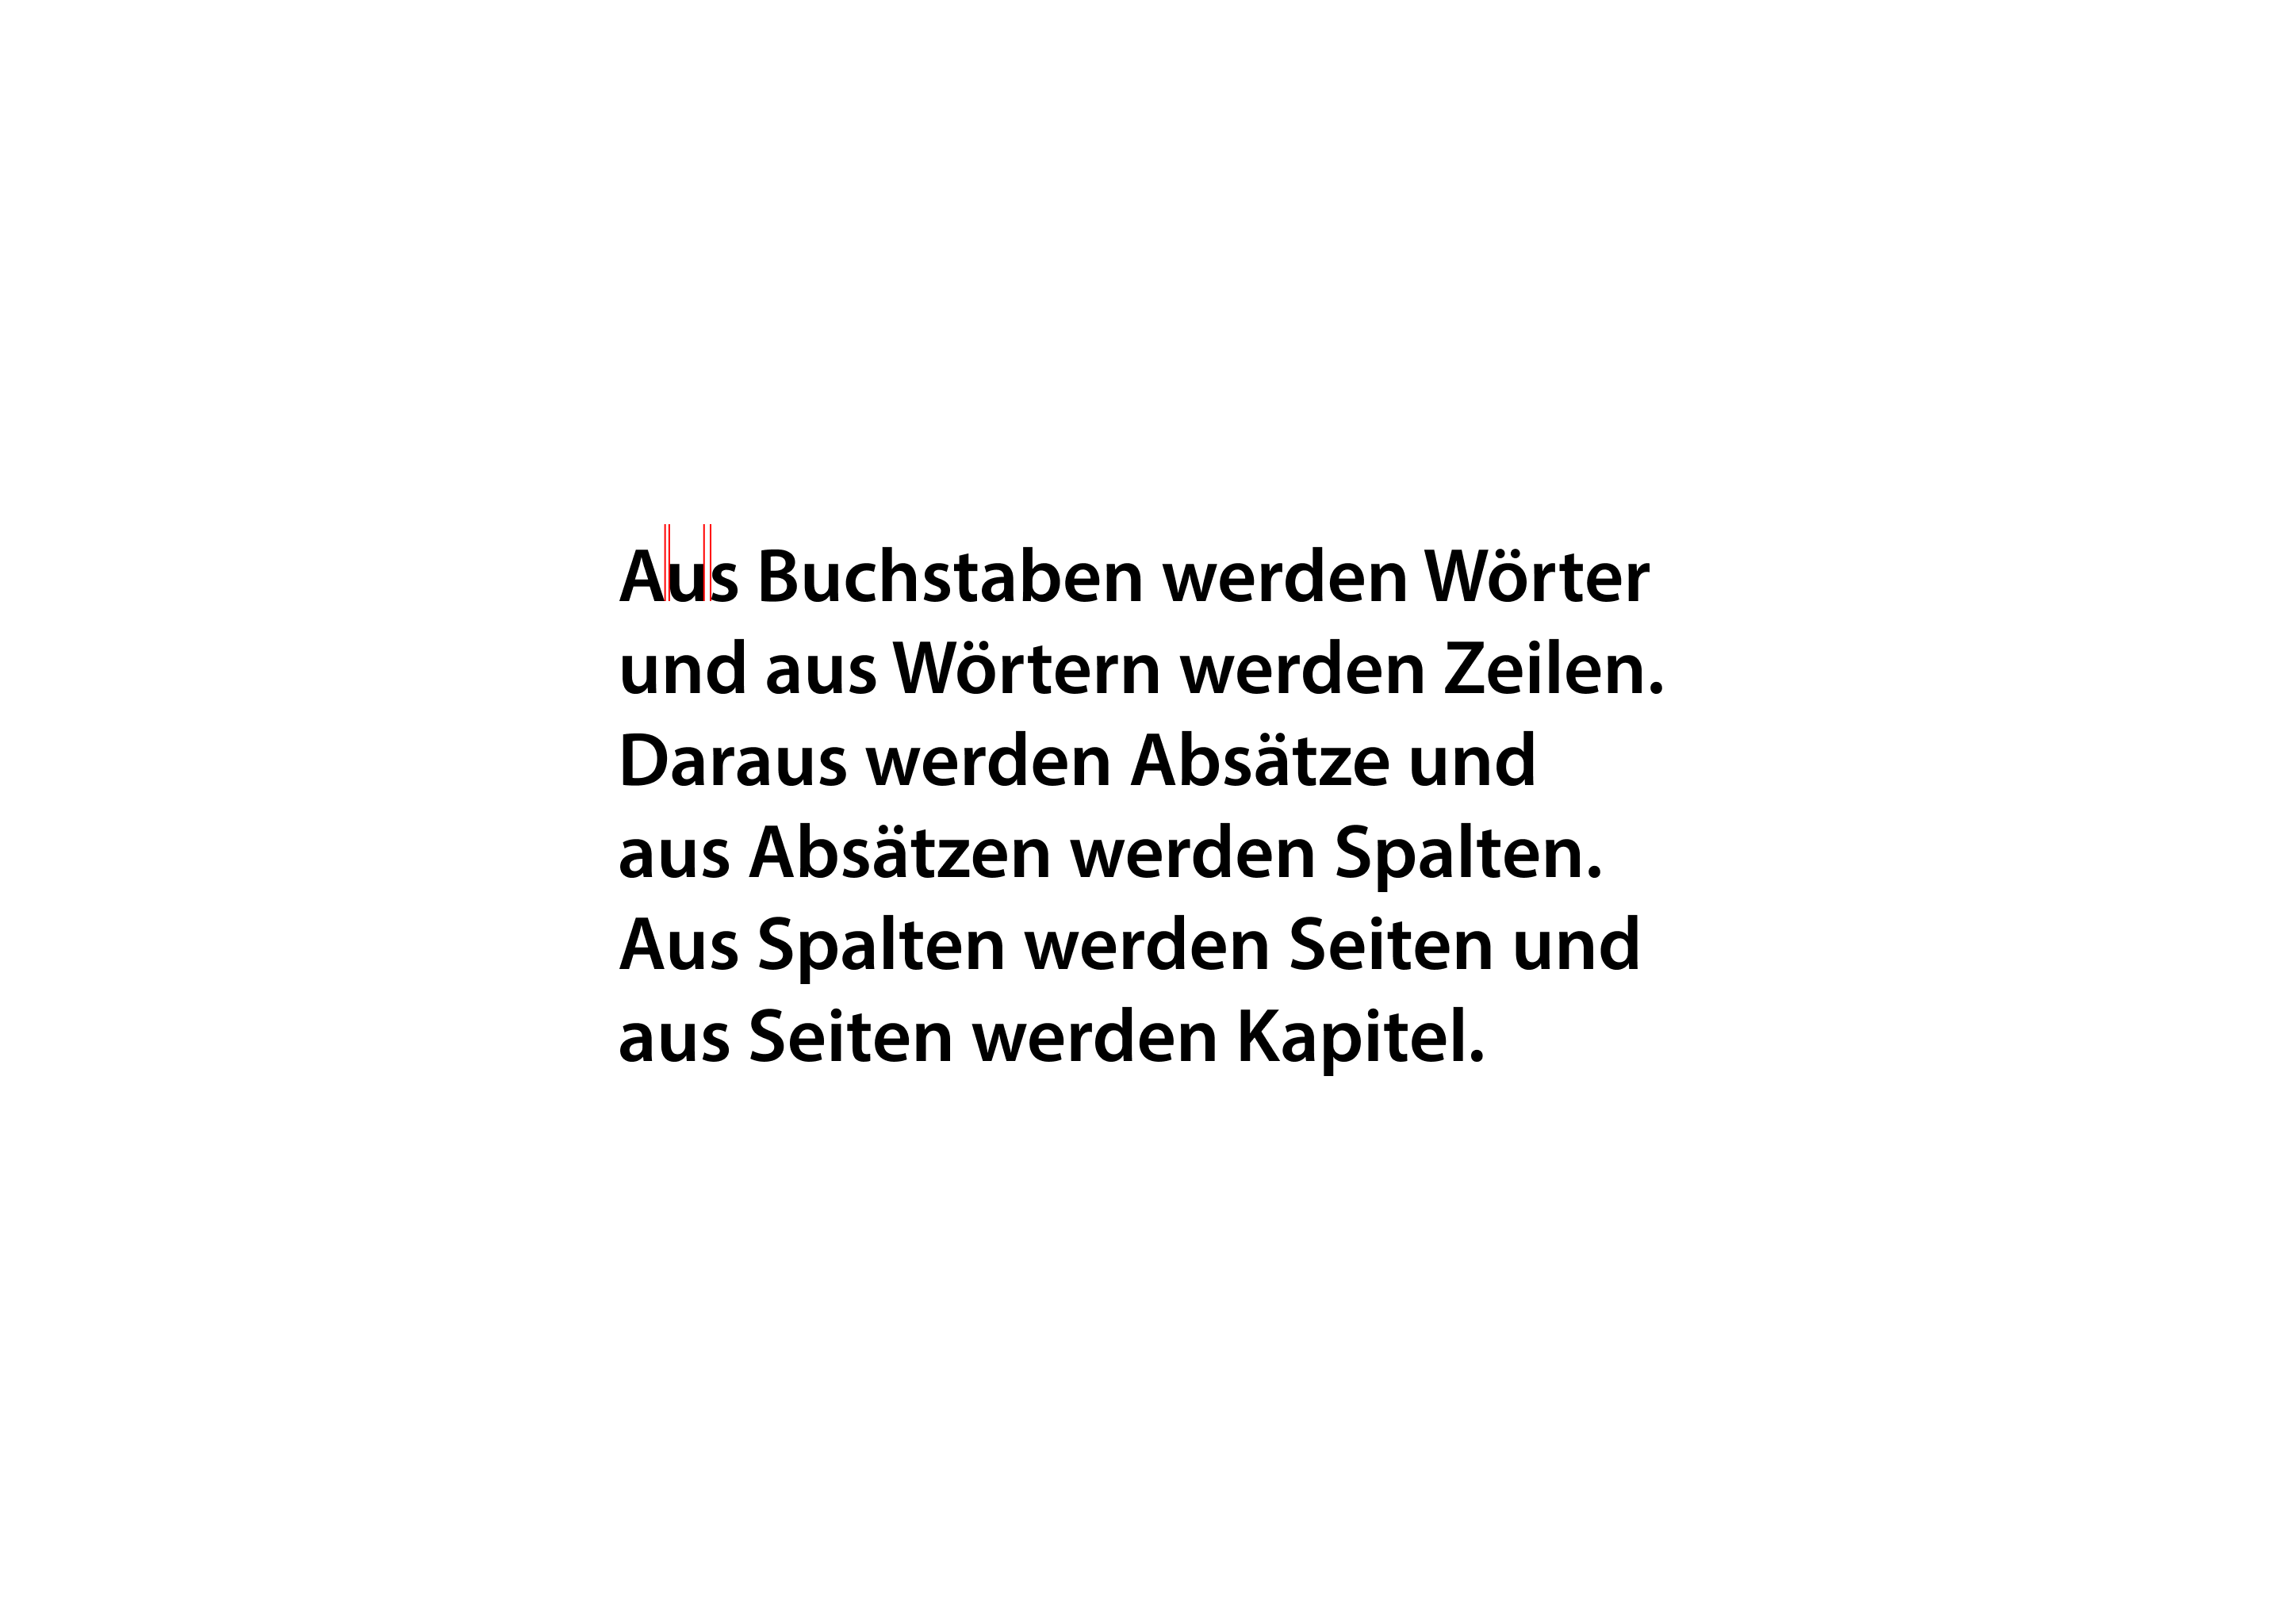 Aus Buchstaben werden Wörter
und aus Wörtern werden Zeilen.
Daraus werden Absätze und
aus Absätzen werden Spalten.
Aus Spalten werden Seiten und
aus Seiten werden Kapitel.